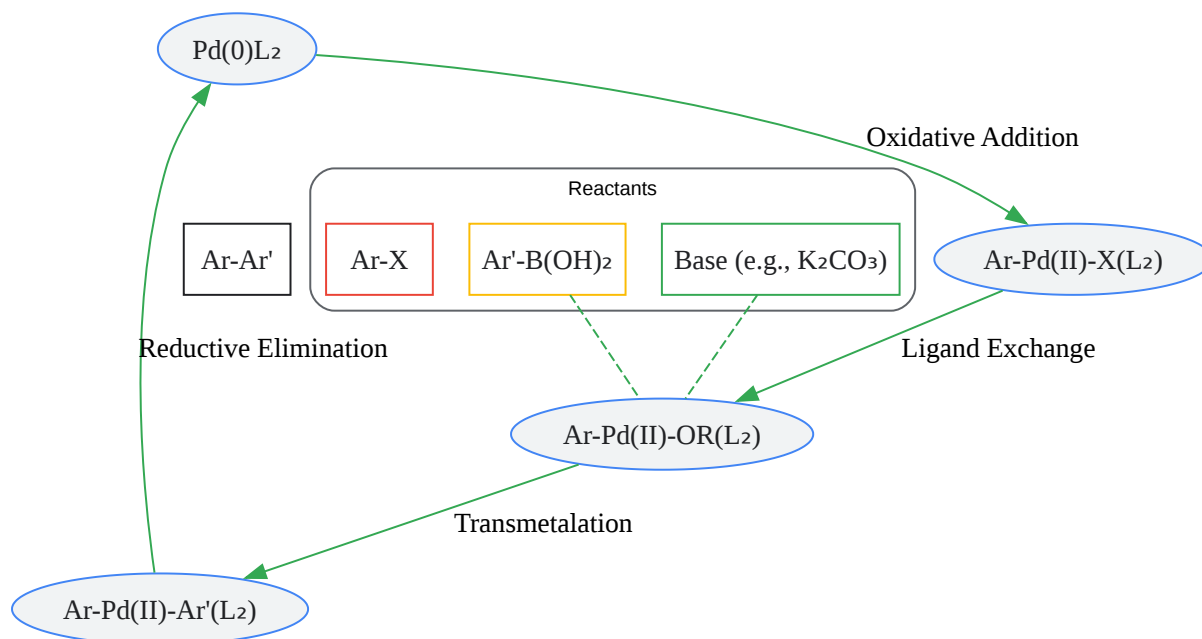 Pd(0)L₂
Oxidative Addition
Reactants
Ar-Ar'
Ar-X
Ar'-B(OH)₂
Base (e.g., K₂CO₃)
Ar-Pd(II)-X(L₂)
Reductive Elimination
Ligand Exchange
Ar-Pd(II)-OR(L₂)
Transmetalation
Ar-Pd(II)-Ar'(L₂)